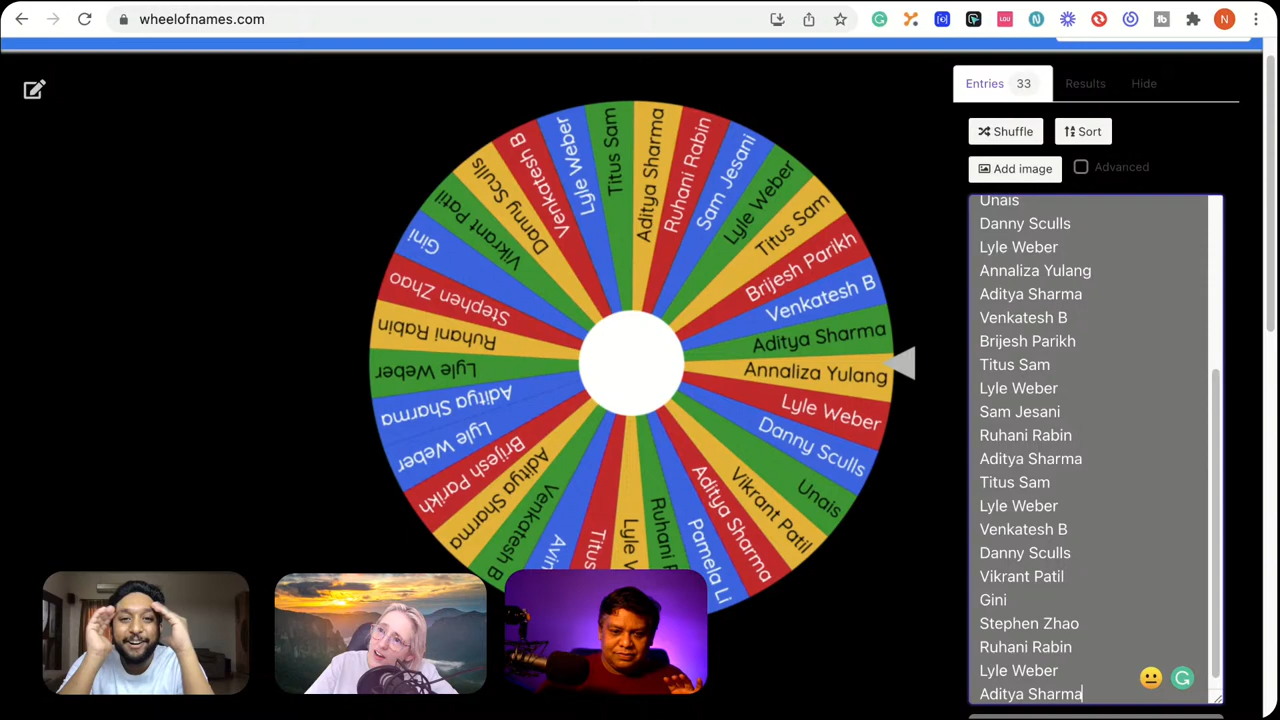 wheelofnames.com
N
Entries 33 Results Hide
Shuffle Sort
Add image Advanced
Unais
Danny Sculls
Lyle Weber
Annaliza Yulang
Aditya Sharma
Venkatesh B
Brijesh Parikh
Titus Sam
Lyle Weber
Sam Jesani
Ruhani Rabin
Aditya Sharma
Titus Sam
Lyle Weber
Venkatesh B
Danny Sculls
Vikrant Patil
Gini
Stephen Zhao
Ruhani Rabin
Lyle Weber
Aditya Sharma
Titus Sam
Aditya Sharma
Ruhani Rabin
Sam Jesani
Lyle Weber
Titus Sam
Brijesh Parikh
Venkatesh B
Aditya Sharma
Annaliza Yulang
Lyle Weber
Danny Sculls
Unais
Vikrant Patil
Aditya Sharma
Pamela Li
Ruhani
Lyle
Titus
Avin
Venkatesh B
Aditya Sharma
Brijesh Parikh
Lyle Weber
Aditya Sharma
Lyle Weber
Ruhani Rabin
Stephen Zhao
Gini
Vikrant Patil
Danny Sculls
Venkatesh B
Lyle Weber